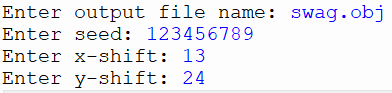 Enter output file name: swag.obj
Enter seed: 123456789
Enter x-shift: 13
Enter y-shift: 24